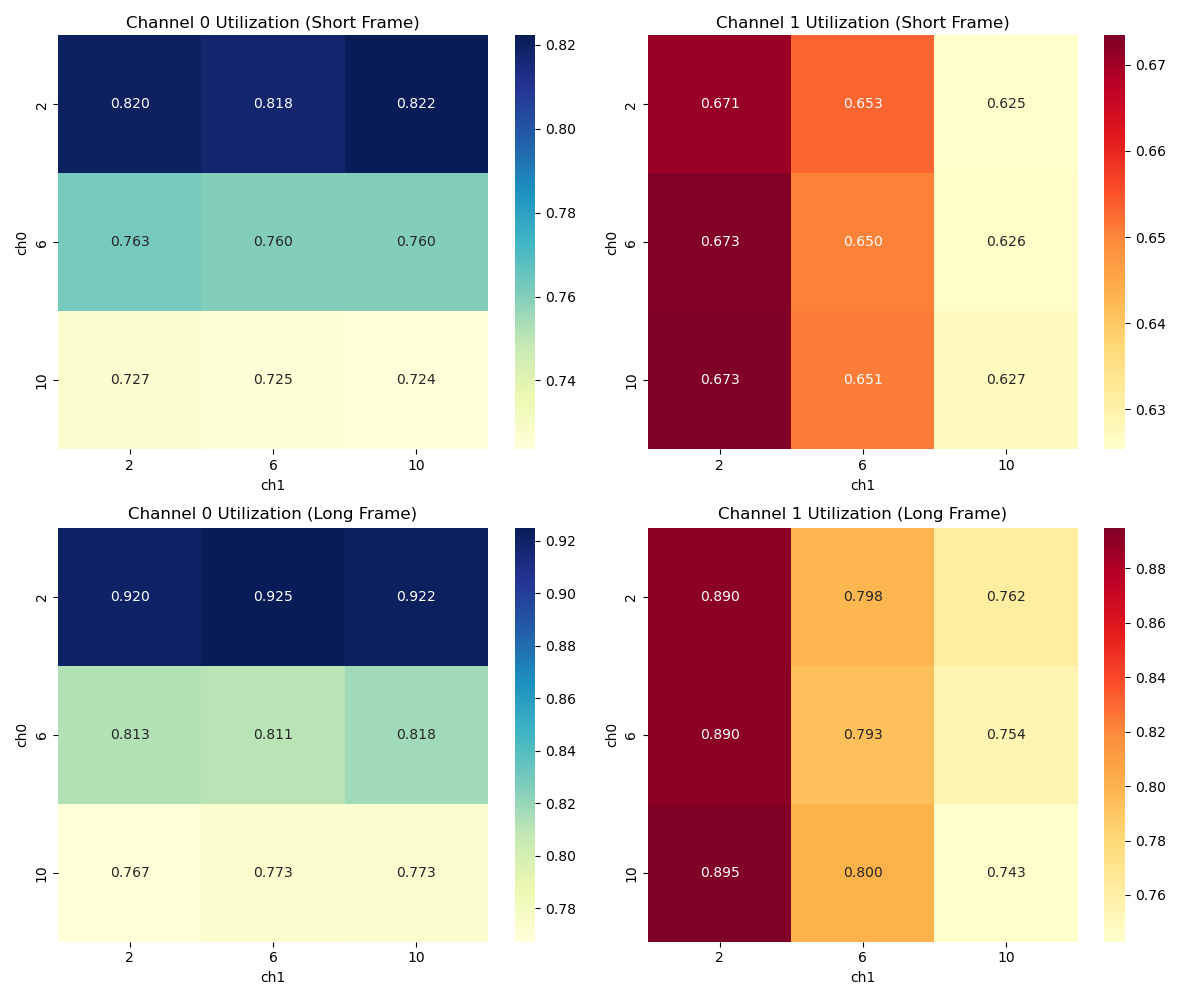 Channel 0 Utilization (Short Frame)
2
0.820 0.818 0.822
ch0
6
0.763 0.760 0.760
10
0.727 0.725 0.724
2 6 10
ch1
0.82
0.80
0.78
0.76
0.74
Channel 1 Utilization (Short Frame)
2
0.671 0.653 0.625
ch0
6
0.673 0.650 0.626
10
0.673 0.651 0.627
2 6 10
ch1
0.67
0.66
0.65
0.64
0.63
Channel 0 Utilization (Long Frame)
2
0.920 0.925 0.922
ch0
6
0.813 0.811 0.818
10
0.767 0.773 0.773
2 6 10
ch1
0.92
0.90
0.88
0.86
0.84
0.82
0.80
0.78
Channel 1 Utilization (Long Frame)
2
0.890 0.798 0.762
ch0
6
0.890 0.793 0.754
10
0.895 0.800 0.743
2 6 10
ch1
0.88
0.86
0.84
0.82
0.80
0.78
0.76